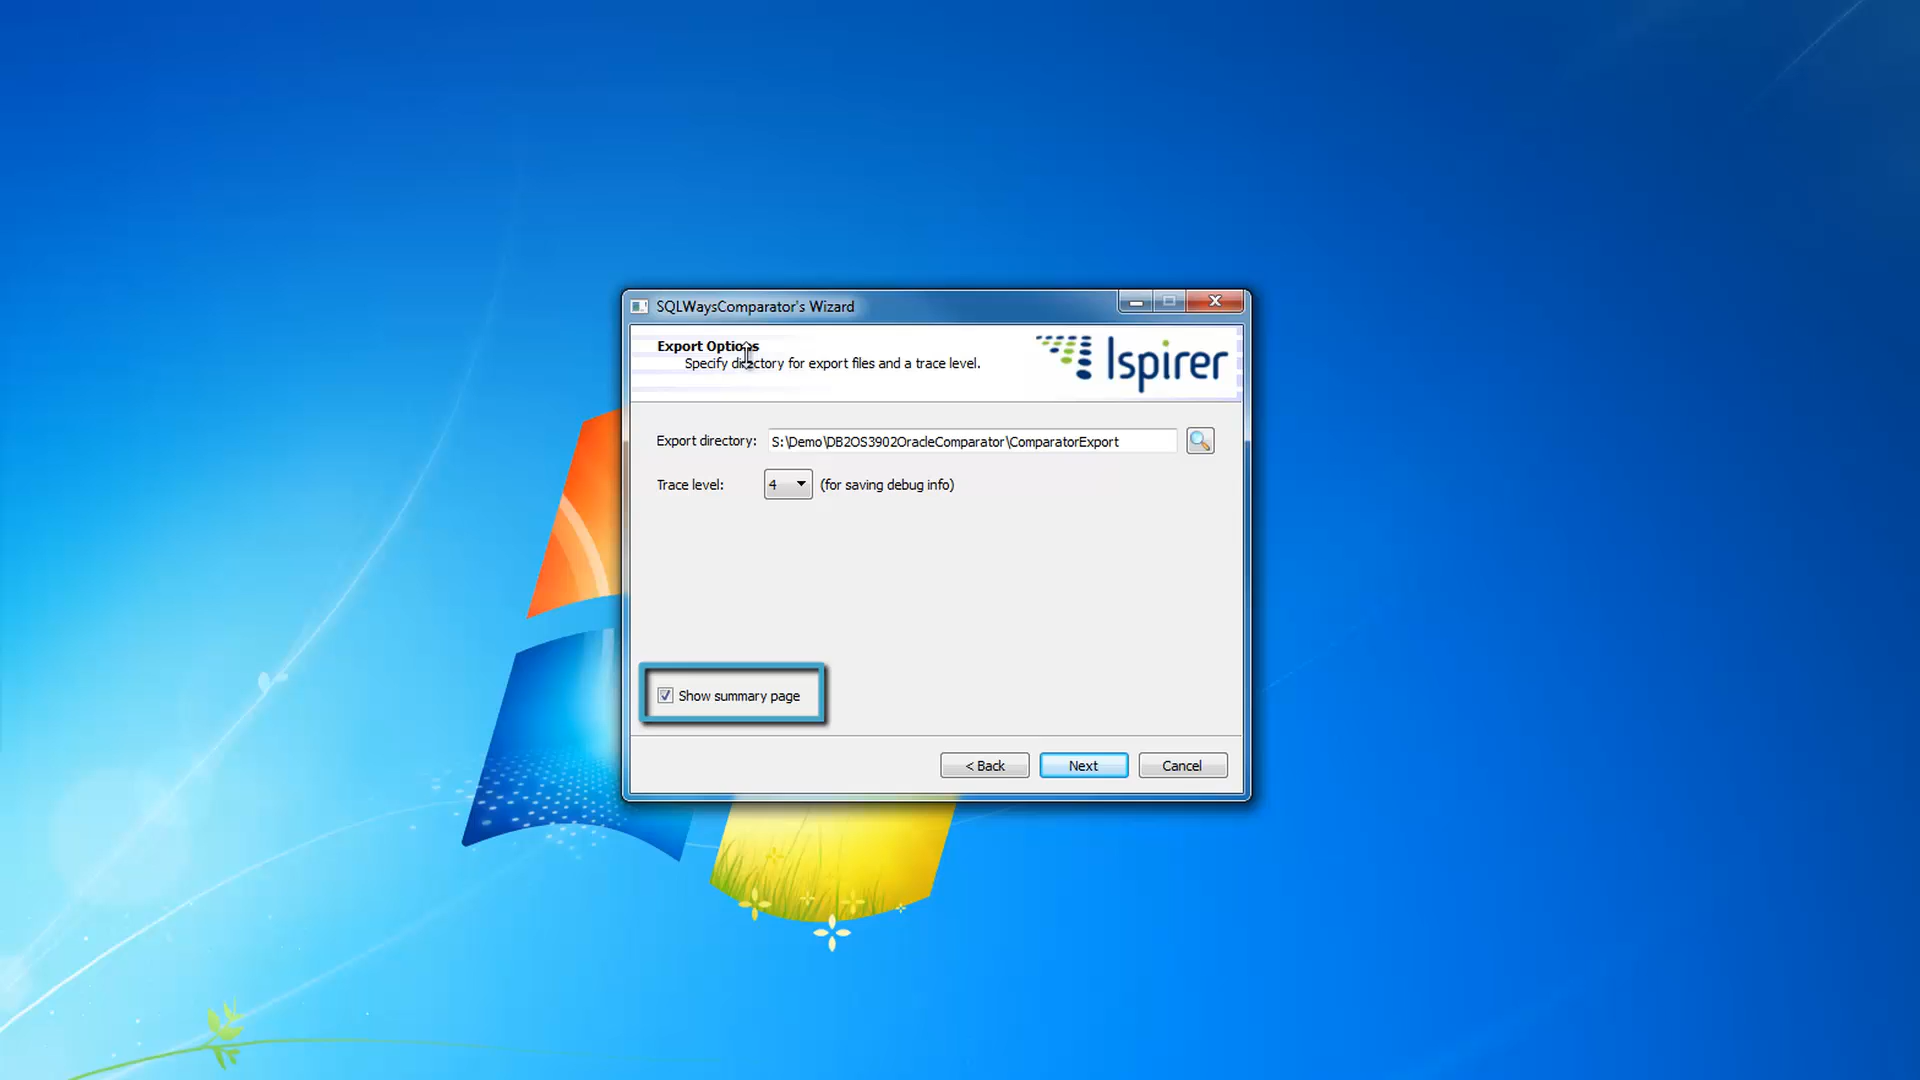 SQLWaysComparator's Wizard
Export Options
Specify directory for export files and a trace level.
Ispirer
Export directory: S:\Demo\DB2OS3902OracleComparator\ComparatorExport
Trace level: 4 (for saving debug info)
Show summary page
< Back Next Cancel